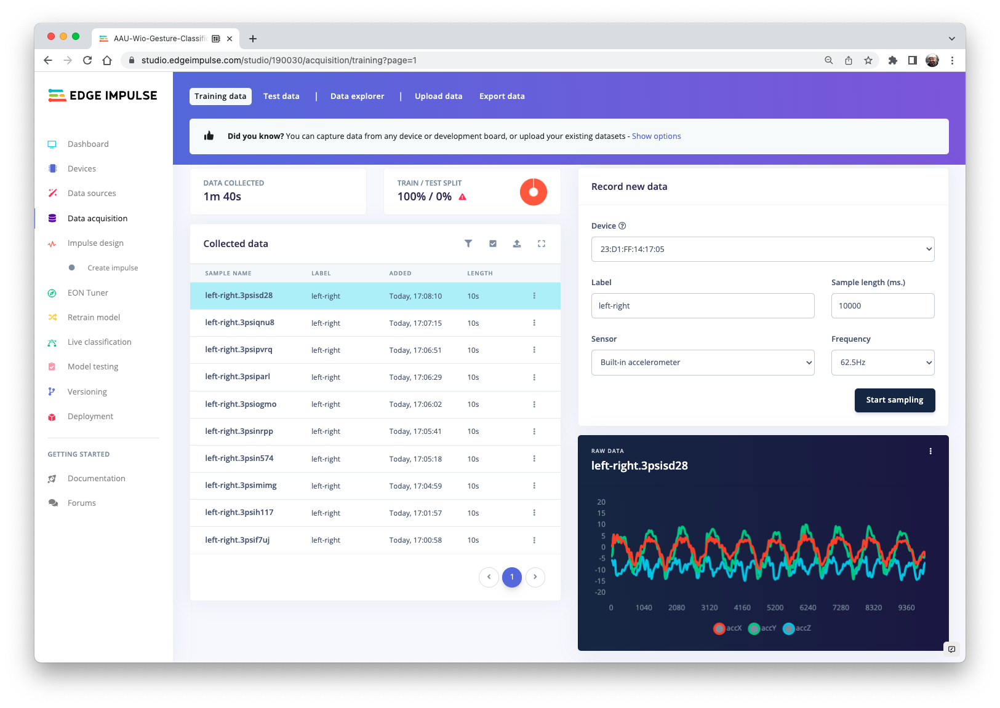 AAU-Wio-Gesture-Classifi
studio.edgeimpulse.com/studio/190030/acquisition/training?page=1
EDGE IMPULSE
Dashboard
Devices
Data sources
Data acquisition
Impulse design
Create impulse
EON Tuner
Retrain model
Live classification
Model testing
Versioning
Deployment
GETTING STARTED
Documentation
Forums
Training data Test data | Data explorer | Upload data Export data
Did you know? You can capture data from any device or development board, or upload your existing datasets - Show options
DATA COLLECTED
1m 40s
TRAIN / TEST SPLIT
100% / 0%
Collected data
SAMPLE NAME LABEL ADDED LENGTH
left-right.3psisd28 left-right Today, 17:08:10 10s
left-right.3psiqnu8 left-right Today, 17:07:15 10s
left-right.3psipvrq left-right Today, 17:06:51 10s
left-right.3psiparl left-right Today, 17:06:29 10s
left-right.3psiogmo left-right Today, 17:06:02 10s
left-right.3psinrpp left-right Today, 17:05:41 10s
left-right.3psin574 left-right Today, 17:05:18 10s
left-right.3psimimg left-right Today, 17:04:59 10s
left-right.3psih117 left-right Today, 17:01:57 10s
left-right.3psif7uj left-right Today, 17:00:58 10s
1
Record new data
Device
23:D1:FF:14:17:05
Label Sample length (ms.)
left-right 10000
Sensor Frequency
Built-in accelerometer 62.5Hz
Start sampling
RAW DATA
left-right.3psisd28
20
15
10
5
0
-5
-10
-15
-20
0 1040 2080 3120 4160 5200 6240 7280 8320 9360
accX accY accZ